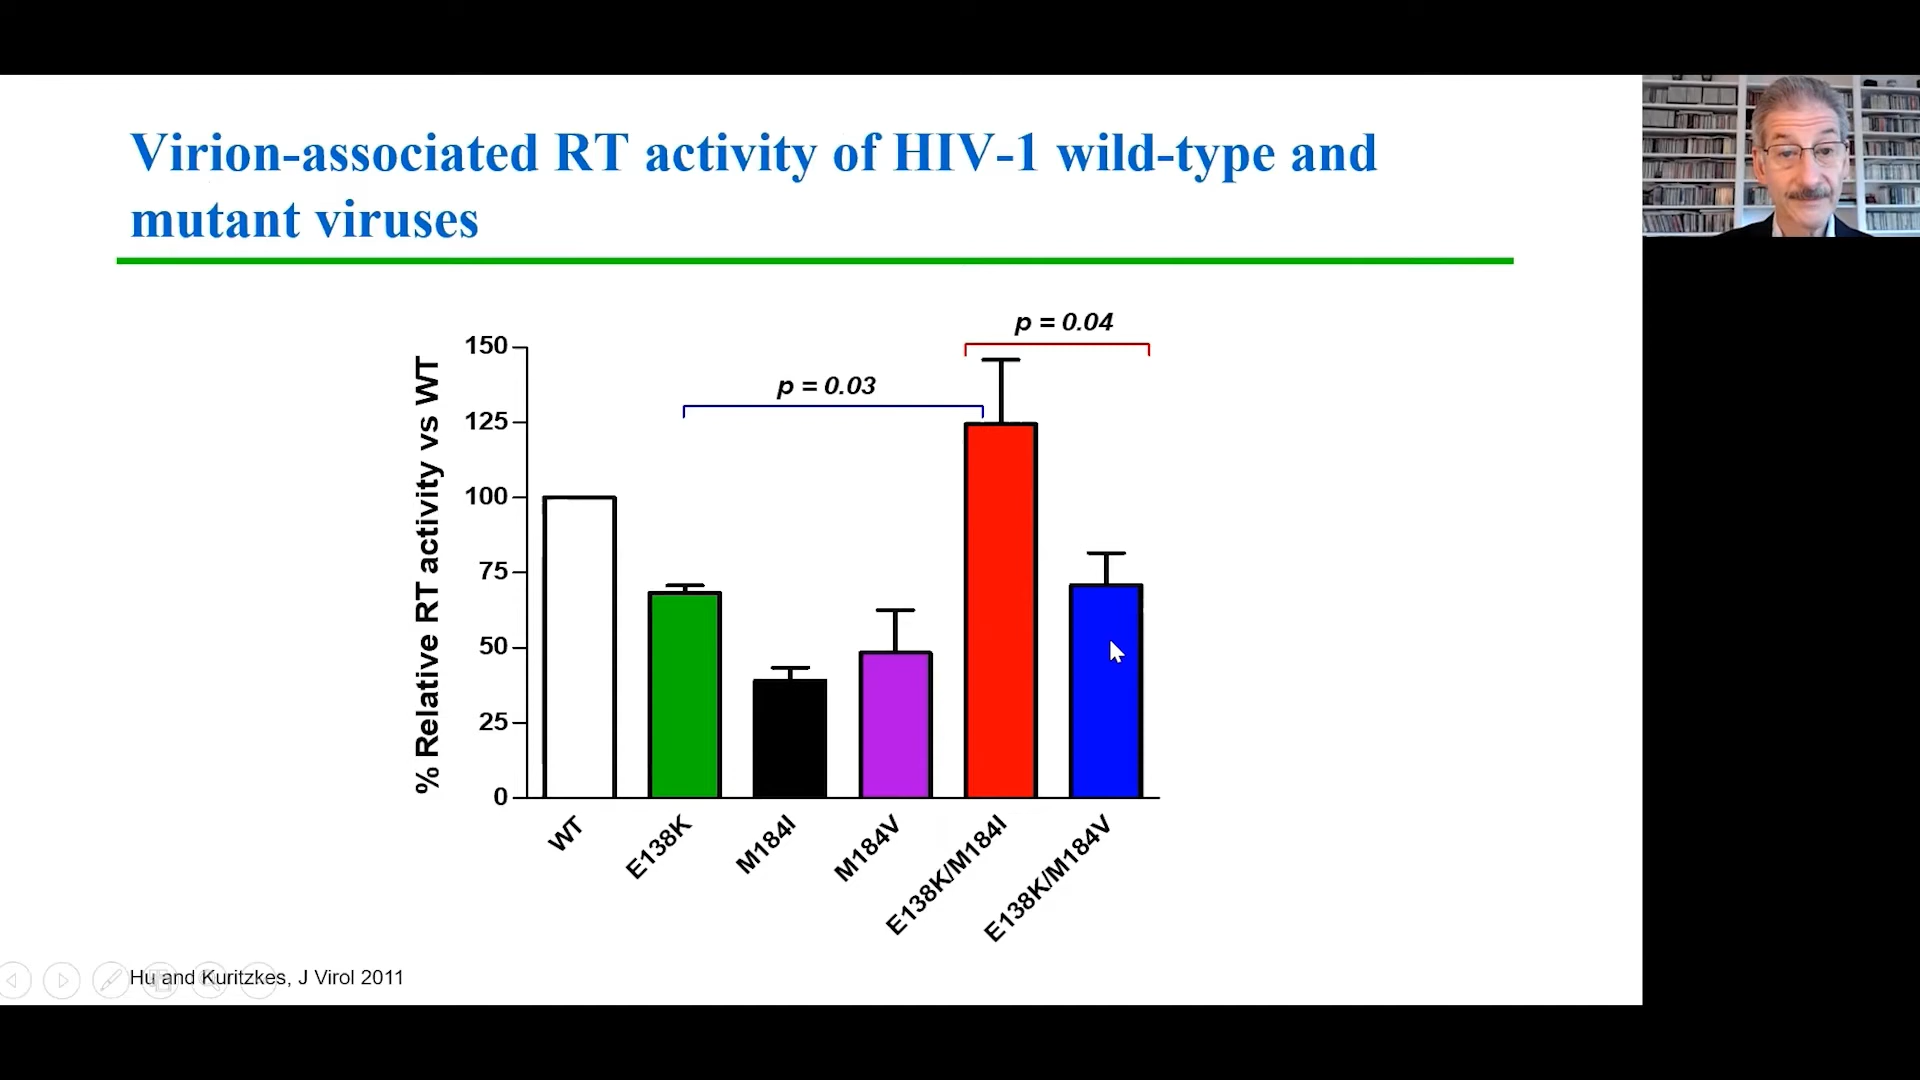 Virion-associated RT activity of HIV-1 wild-type and
mutant viruses
p = 0.04
p = 0.03
% Relative RT activity vs WT
150
125
100
75
50
25
0
WT
E138K
M184I
M184V
E138K/M184I
E138K/M184V
Hu and Kuritzkes, J Virol 2011